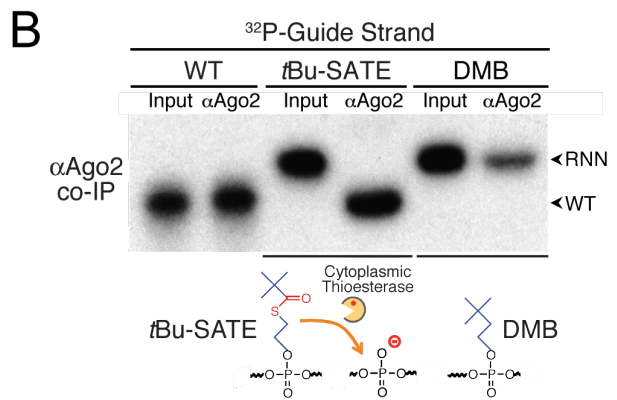 B
³²P-Guide Strand
WT tBu-SATE DMB
Input αAgo2 Input αAgo2 Input αAgo2
αAgo2
co-IP
RNN
WT
Cytoplasmic
Thioesterase
O
S
tBu-SATE
DMB
O O O
O-P-O O-P-O O-P-O
O O O